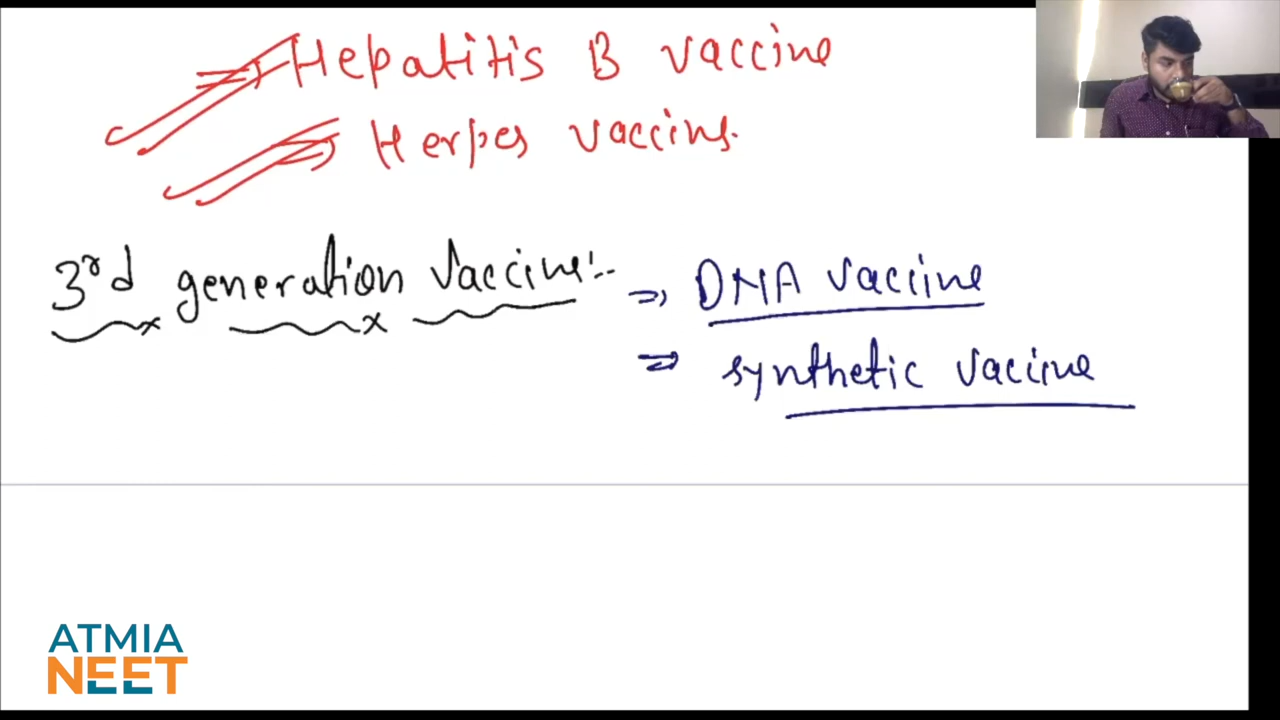 ⇒ Hepatitis B vaccine
⇒ Herpes vaccine.
3rd generation vaccine:- ⇒ DNA vaccine
⇒ synthetic vaccine
ATMIA
NEET